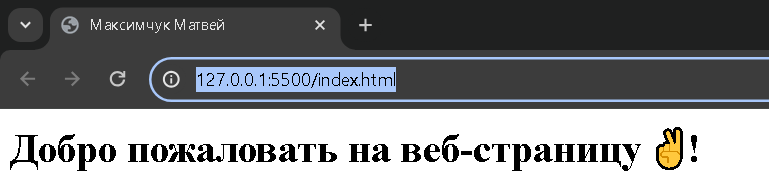 Максимчук Матвей
127.0.0.1:5500/index.html
Добро пожаловать на веб-страницу ✌!